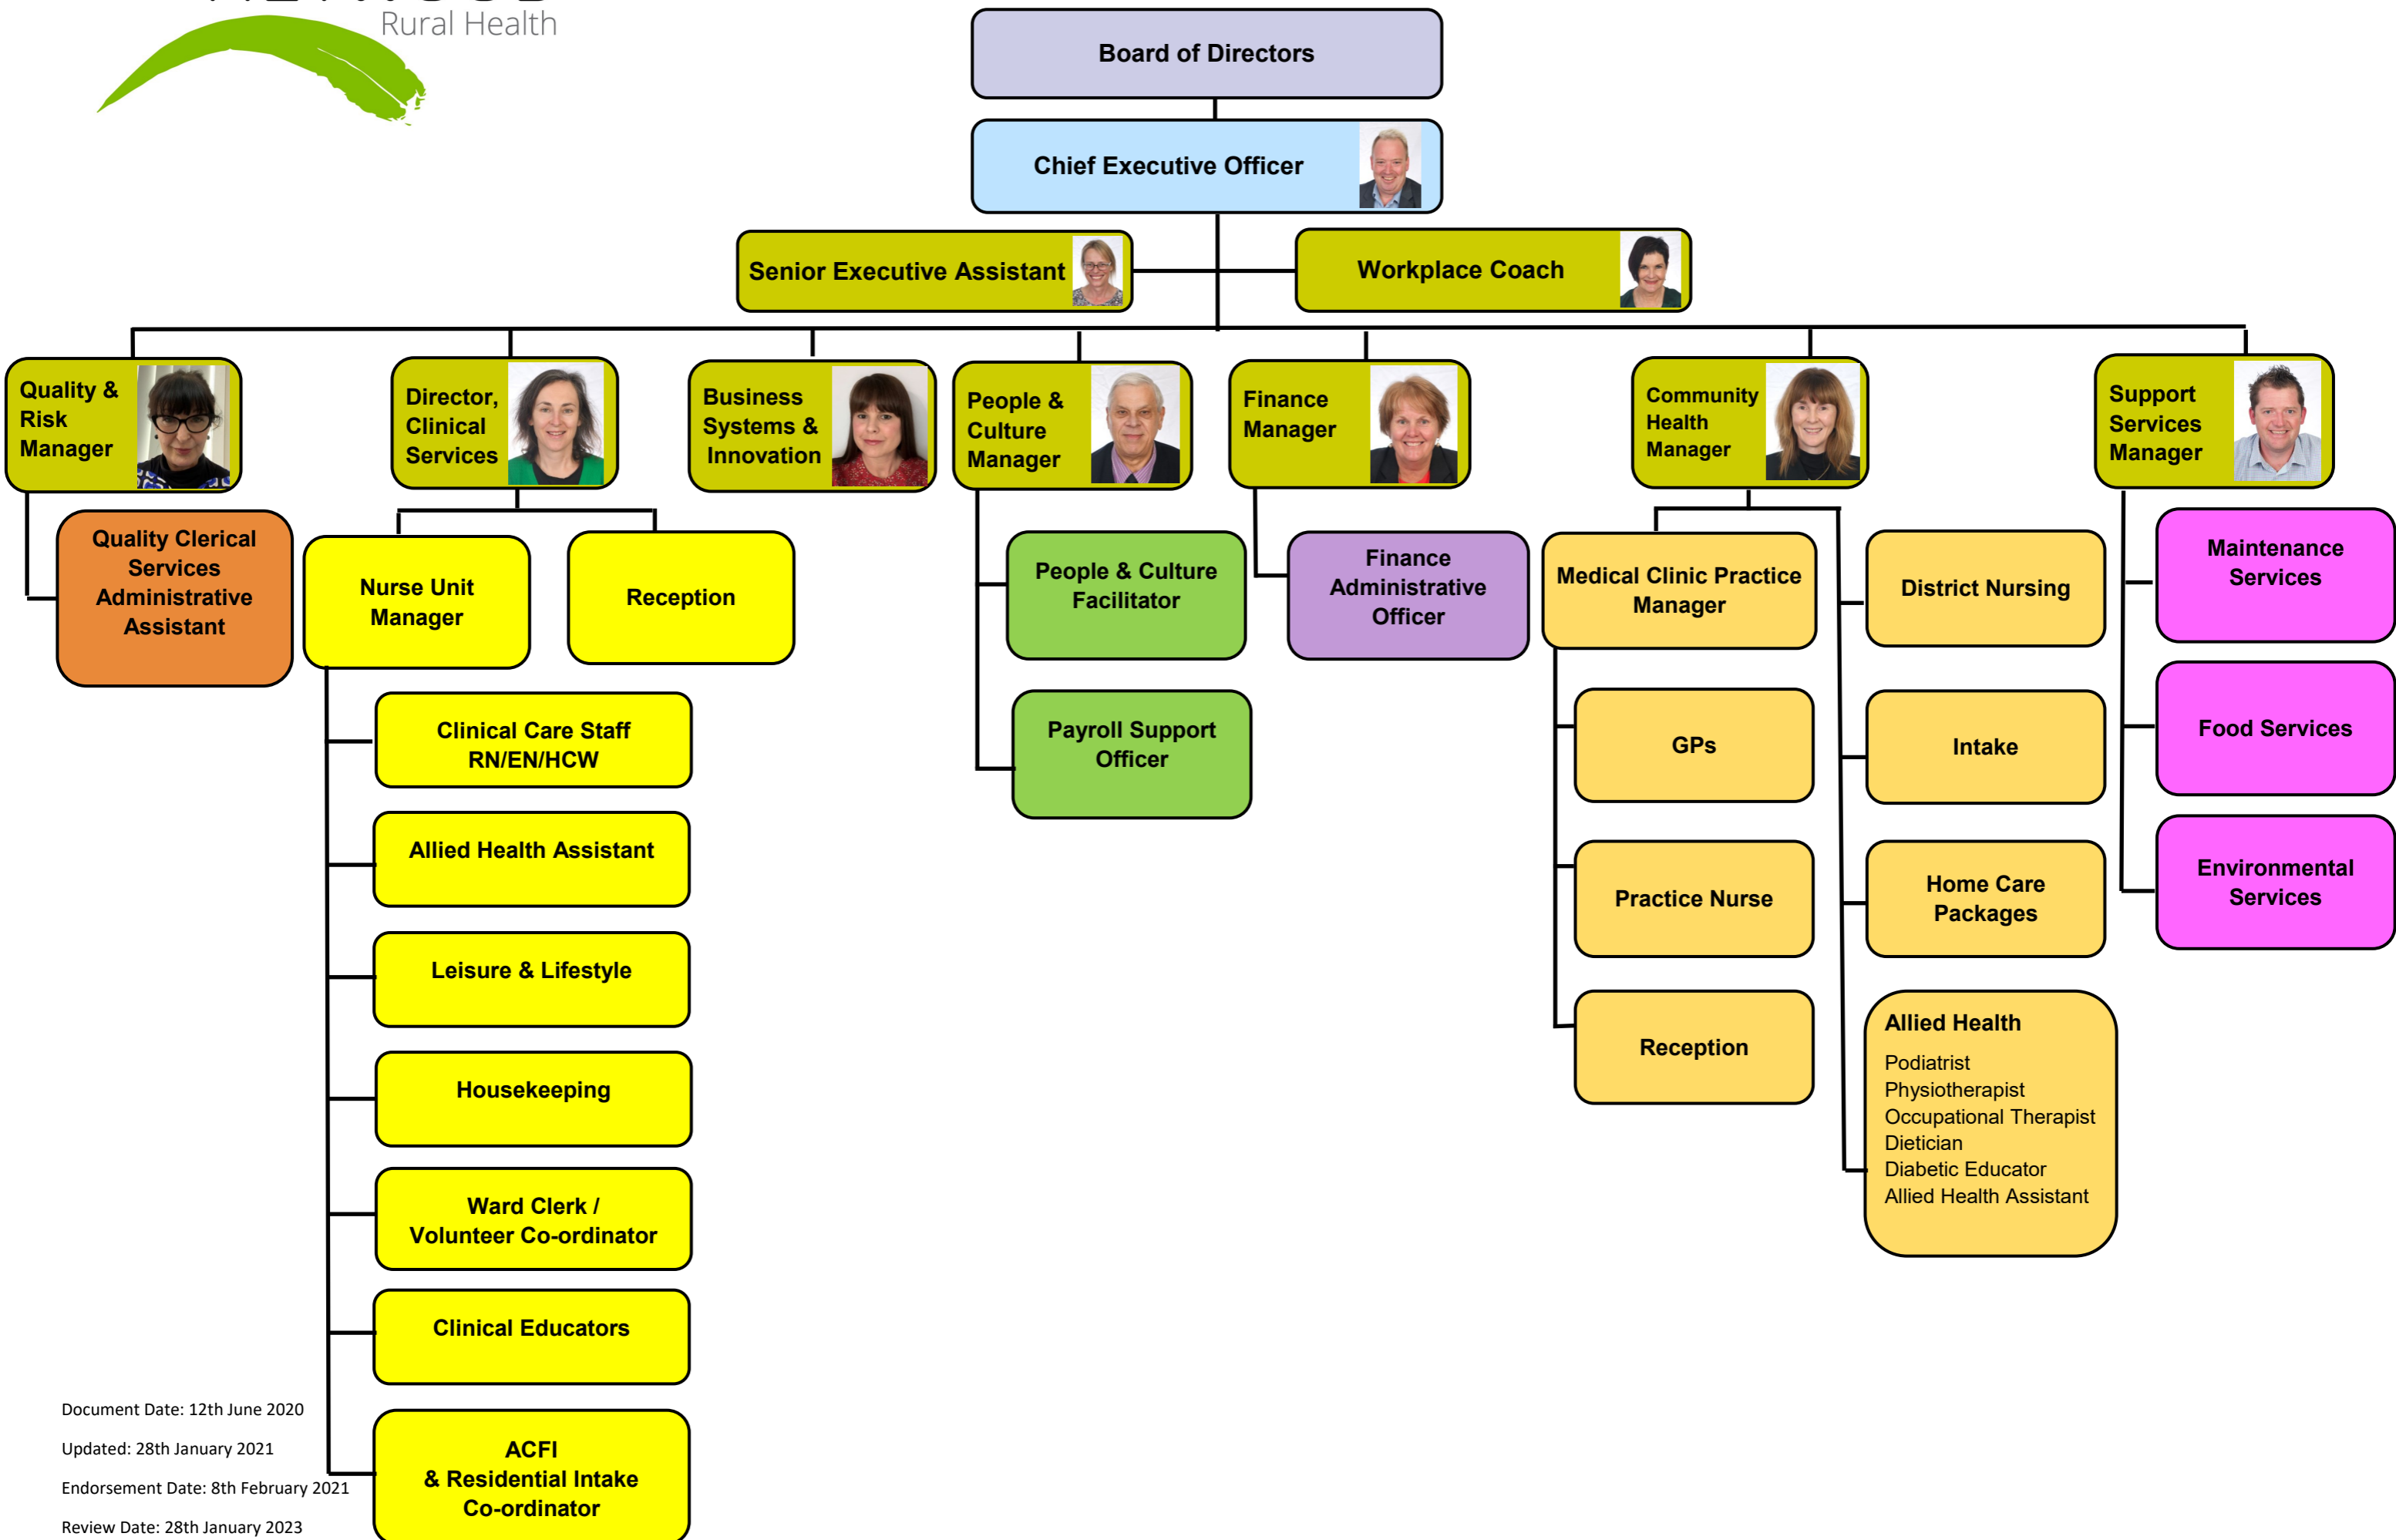 Rural Health
Board of Directors
Chief Executive Officer
Senior Executive Assistant
Workplace Coach
Quality &
Risk
Manager
Director,
Clinical
Services
Business
Systems &
Innovation
People &
Culture
Manager
Finance
Manager
Community
Health
Manager
Support
Services
Manager
Quality Clerical
Services
Administrative
Assistant
Nurse Unit
Manager
Reception
People & Culture
Facilitator
Finance
Administrative
Officer
Medical Clinic Practice
Manager
District Nursing
Maintenance
Services
Clinical Care Staff
RN/EN/HCW
Payroll Support
Officer
GPs
Intake
Food Services
Allied Health Assistant
Practice Nurse
Home Care
Packages
Environmental
Services
Leisure & Lifestyle
Reception
Allied Health
Podiatrist
Physiotherapist
Occupational Therapist
Dietician
Diabetic Educator
Allied Health Assistant
Housekeeping
Ward Clerk /
Volunteer Co-ordinator
Clinical Educators
ACFI
& Residential Intake
Co-ordinator
Document Date: 12th June 2020
Updated: 28th January 2021
Endorsement Date: 8th February 2021
Review Date: 28th January 2023